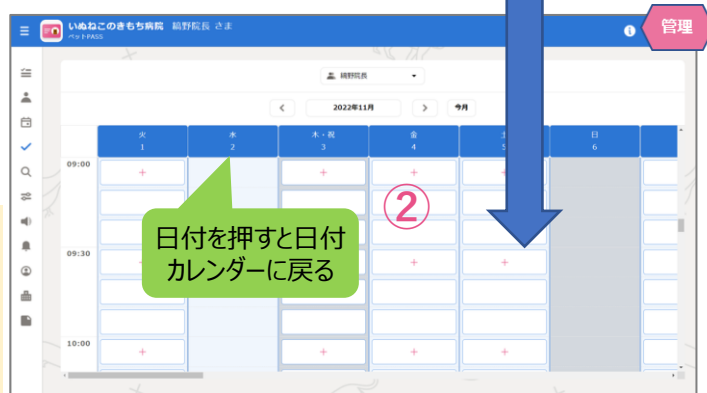 いぬねこのきもち病院 縞野院長 さま
ペットPASS
管理
縞野院長
2022年11月
今月
火 水 木・祝 金 土 日
1 2 3 4 5 6
09:00
②
日付を押すと日付
カレンダーに戻る
09:30
10:00